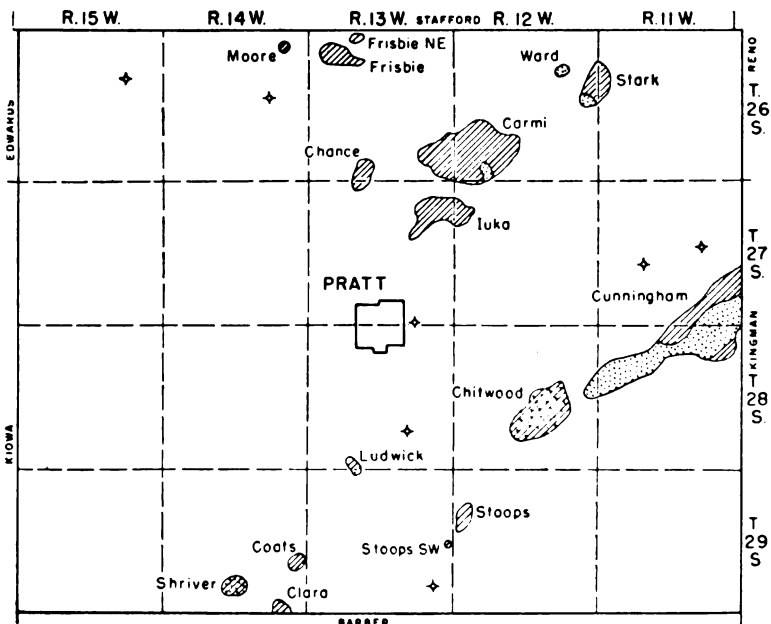 R.15 W. R.14 W. R.13 W. STAFFORD R.12 W. R.11 W.
Frisbie NE
Moore
Frisbie
Ward
Stark
RENO
T.
26
S.
EDWARDS
Carmi
Chance
Iuka
T
27
S.
PRATT
Cunningham
KINGMAN
T
28
S.
Chitwood
KIOWA
Ludwick
Stoops
T
29
S
Coats
Stoops SW
Shriver
Clara
BARBER